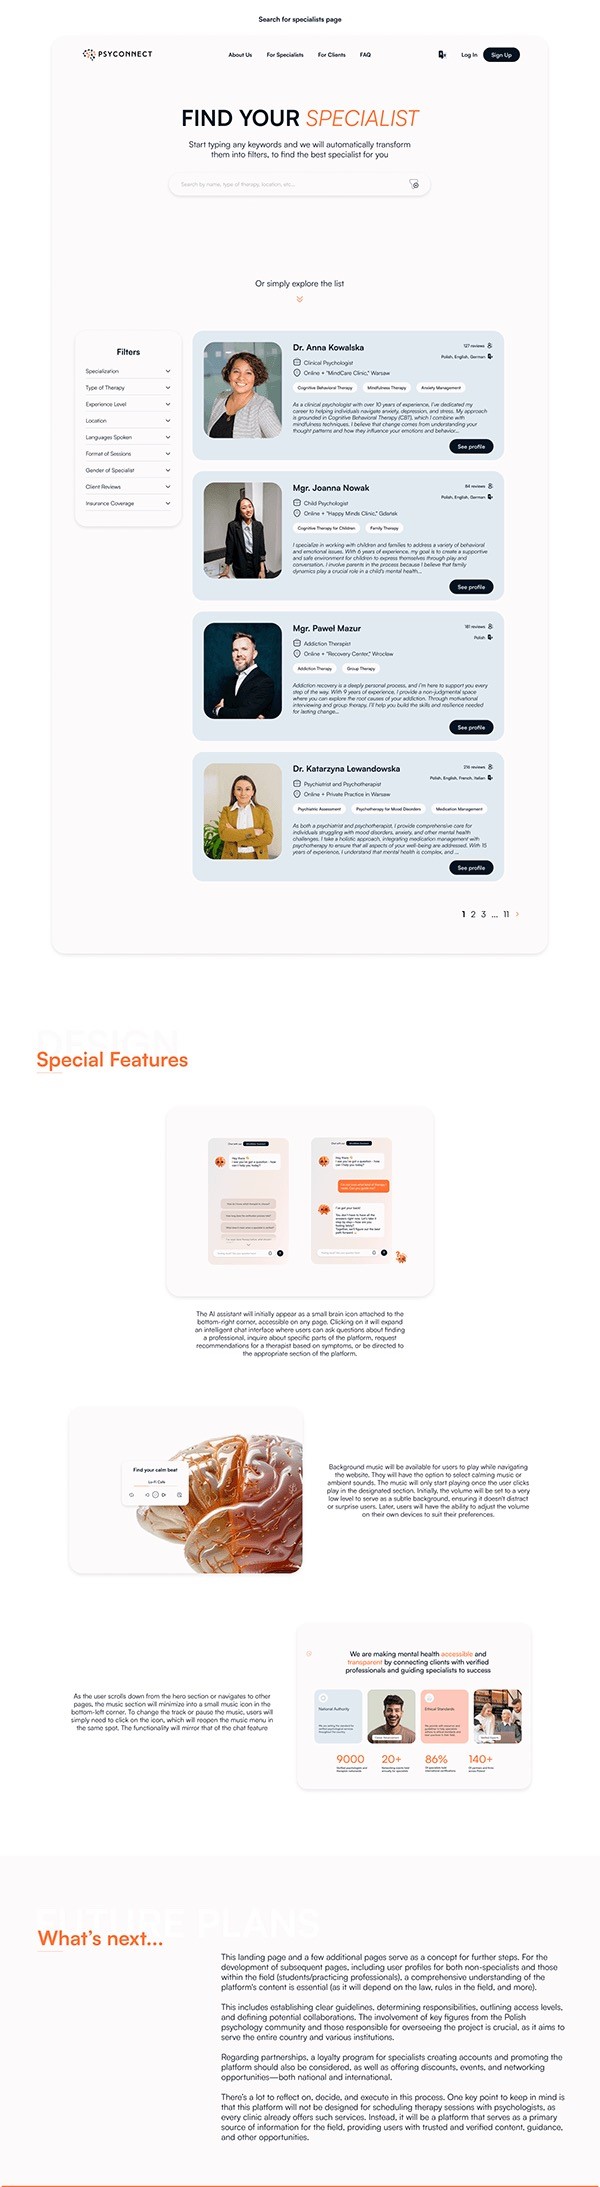 Search for specialists page
PSYCONNECT
About Us
For Specialists
For Clients
FAQ
Log In
Sign Up
FIND YOUR SPECIALIST
Start typing any keywords and we will automatically transform
them into filters, to find the best specialist for you
Search by name, type of therapy, location, etc...
Or simply explore the list
Filters
Specialization
Type of Therapy
Experience Level
Location
Languages Spoken
Format of Sessions
Gender of Specialist
Client Reviews
Insurance Coverage
Dr. Anna Kowalska
127 reviews
Polish, English, German
Clinical Psychologist
Online + "MindCare Clinic," Warsaw
Cognitive Behavioral Therapy
Mindfulness Therapy
Anxiety Management
As a clinical psychologist with over 10 years of experience, I've dedicated my
career to helping individuals navigate anxiety, depression, and stress. My approach
is grounded in Cognitive Behavioral Therapy (CBT), which I combine with
mindfulness techniques. I believe that change comes from understanding your
thought patterns and how they influence your emotions and behavior...
See profile
Mgr. Joanna Nowak
84 reviews
Polish, English, German
Child Psychologist
Online + "Happy Minds Clinic," Gdańsk
Cognitive Therapy for Children
Family Therapy
I specialize in working with children and families to address a variety of behavioral
and emotional issues. With 6 years of experience, my goal is to create a supportive
and safe environment for children to express themselves through play and
conversation. I involve parents in the process because I believe that family
dynamics play a crucial role in a child's mental health...
See profile
Mgr. Paweł Mazur
181 reviews
Polish
Addiction Therapist
Online + "Recovery Center," Wrocław
Addiction Therapy
Group Therapy
Addiction recovery is a deeply personal process, and I'm here to support you every
step of the way. With 9 years of experience, I provide a non-judgmental space
where you can explore the root causes of your addiction. Through motivational
interviewing and group therapy, I'll help you build the skills and resilience needed
for lasting change...
See profile
Dr. Katarzyna Lewandowska
216 reviews
Polish, English, French, Italian
Psychiatrist and Psychotherapist
Online + Private Practice in Warsaw
Psychiatric Assessment
Psychotherapy for Mood Disorders
Medication Management
As both a psychiatrist and psychotherapist, I provide comprehensive care for
individuals struggling with mood disorders, anxiety, and other mental health
challenges. I take a holistic approach, integrating medication management with
psychotherapy to ensure that all aspects of your well-being are addressed. With 15
years of experience, I understand that mental health is complex, and ...
See profile
1 2 3 ... 11 >
DESIGN
Special Features
The AI assistant will initially appear as a small brain icon attached to the
bottom-right corner, accessible on any page. Clicking on it will expand
an intelligent chat interface where users can ask questions about finding
a professional, inquire about specific parts of the platform, request
recommendations for a therapist based on symptoms, or be directed to
the appropriate section of the platform.
Find your calm beat
Lo-Fi Cafe
Background music will be available for users to play while navigating
the website. They will have the option to select calming music or
ambient sounds. The music will only start playing once the user clicks
play in the designated section. Initially, the volume will be set to a very
low level to serve as a subtle background, ensuring it doesn't distract
or surprise users. Later, users will have the ability to adjust the volume
on their own devices to suit their preferences.
As the user scrolls down from the hero section or navigates to other
pages, the music section will minimize into a small music icon in the
bottom-left corner. To change the track or pause the music, users will
simply need to click on the icon, which will reopen the music menu in
the same spot. The functionality will mirror that of the chat feature
We are making mental health accessible and
transparent by connecting clients with verified
professionals and guiding specialists to success
National Authority
Ethical Standards
9000
20+
86%
140+
FUTURE PLANS
What's next...
This landing page and a few additional pages serve as a concept for further steps. For the
development of subsequent pages, including user profiles for both non-specialists and those
within the field (students/practicing professionals), a comprehensive understanding of the
platform's content is essential (as it will depend on the law, rules in the field, and more).
This includes establishing clear guidelines, determining responsibilities, outlining access levels,
and defining potential collaborations. The involvement of key figures from the Polish
psychology community and those responsible for overseeing the project is crucial, as it aims to
serve the entire country and various institutions.
Regarding partnerships, a loyalty program for specialists creating accounts and promoting the
platform should also be considered, as well as offering discounts, events, and networking
opportunities—both national and international.
There's a lot to reflect on, decide, and execute in this process. One key point to keep in mind is
that this platform will not be designed for scheduling therapy sessions with psychologists, as
every clinic already offers such services. Instead, it will be a platform that serves as a primary
source of information for the field, providing users with trusted and verified content, guidance,
and other opportunities.